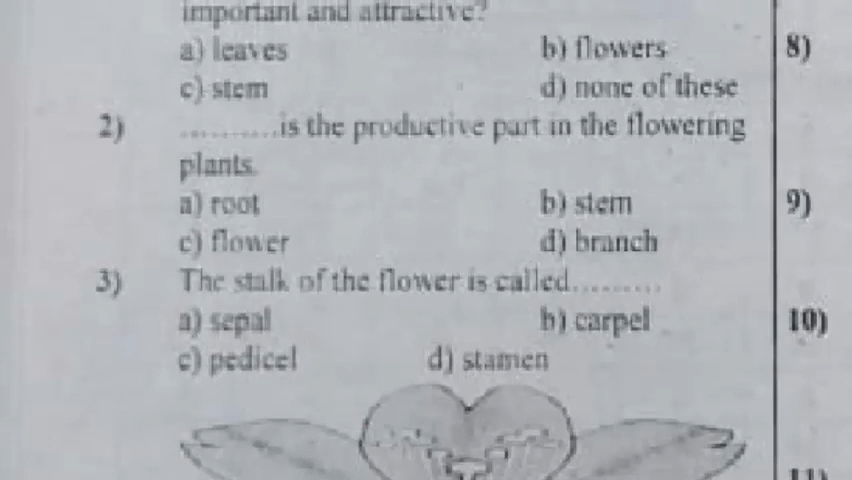 important and attractive?
a) leaves b) flowers
c) stem d) none of these
2) ..........is the productive part in the flowering
plants.
a) root b) stem
c) flower d) branch
3) The stalk of the flower is called.........
a) sepal b) carpel
c) pedicel d) stamen
8)
9)
10)
11)